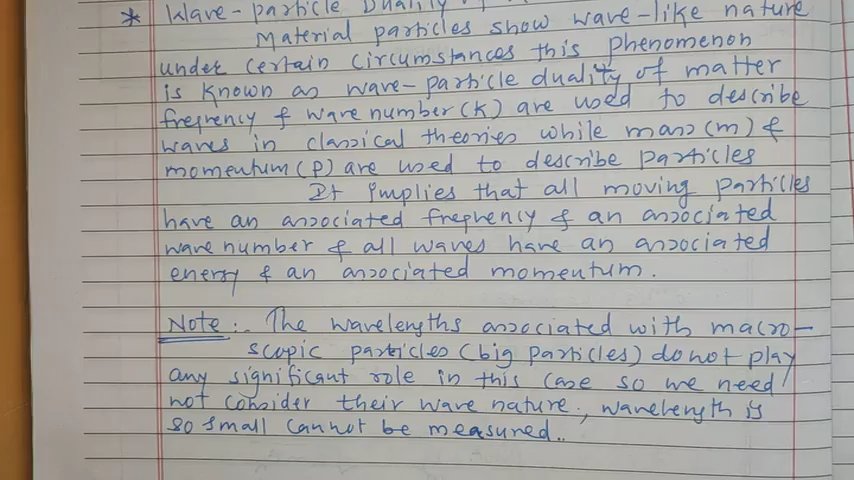 * Wave-particle Duality
Material particles show wave-like nature
under certain circumstances this phenomenon
is known as wave-particle duality of matter
freqrency & wave number (K) are used to describe
waves in classical theories while mass (m) &
momentum (P) are used to describe particles
It implies that all moving particles
have an associated freqrency & an associated
wave number & all waves have an associated
energy & an associated momentum.
Note:- The wavelengths associated with macro-
scopic particles (big particles) do not play
any significant role in this case so we need
not consider their wave nature., wavelength is
so small cannot be measured..